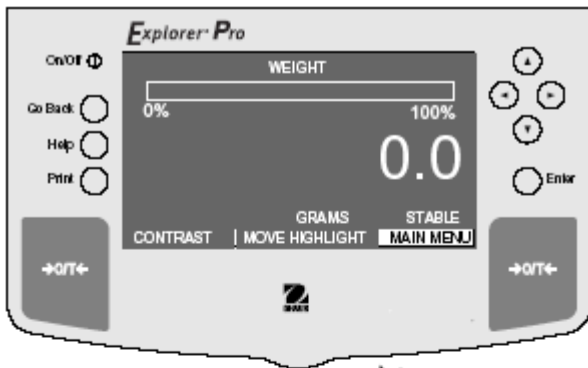 Explorer Pro
On/Off
Go Back
Help
Print
WEIGHT
0% 100%
0.0
GRAMS STABLE
CONTRAST | MOVE HIGHLIGHT MAIN MENU
Enter
→0/T←
→0/T←
OHAUS